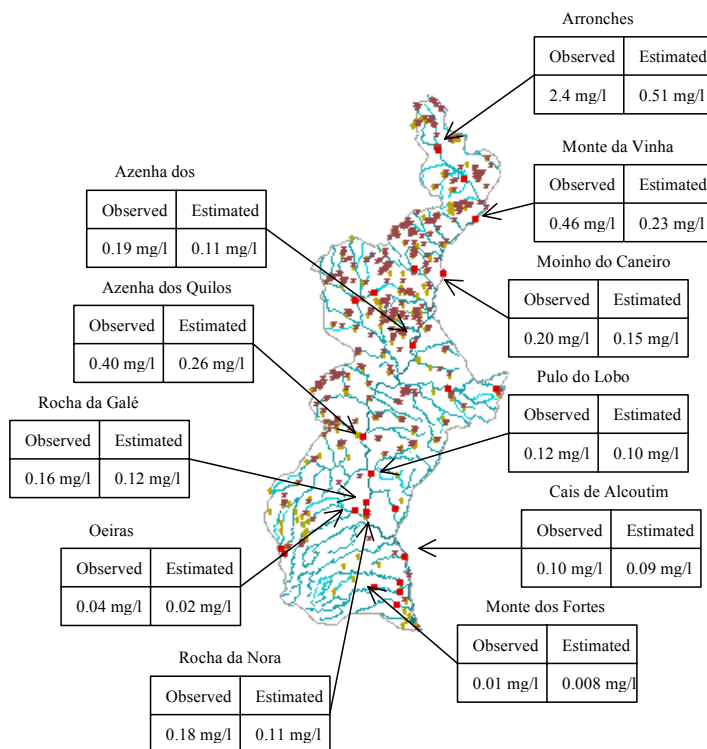 Arronches
Observed Estimated
2.4 mg/l 0.51 mg/l
Monte da Vinha
Observed Estimated
0.46 mg/l 0.23 mg/l
Azenha dos
Observed Estimated
0.19 mg/l 0.11 mg/l
Moinho do Caneiro
Observed Estimated
0.20 mg/l 0.15 mg/l
Azenha dos Quilos
Observed Estimated
0.40 mg/l 0.26 mg/l
Pulo do Lobo
Observed Estimated
0.12 mg/l 0.10 mg/l
Rocha da Galé
Observed Estimated
0.16 mg/l 0.12 mg/l
Cais de Alcoutim
Observed Estimated
0.10 mg/l 0.09 mg/l
Oeiras
Observed Estimated
0.04 mg/l 0.02 mg/l
Monte dos Fortes
Observed Estimated
0.01 mg/l 0.008 mg/l
Rocha da Nora
Observed Estimated
0.18 mg/l 0.11 mg/l